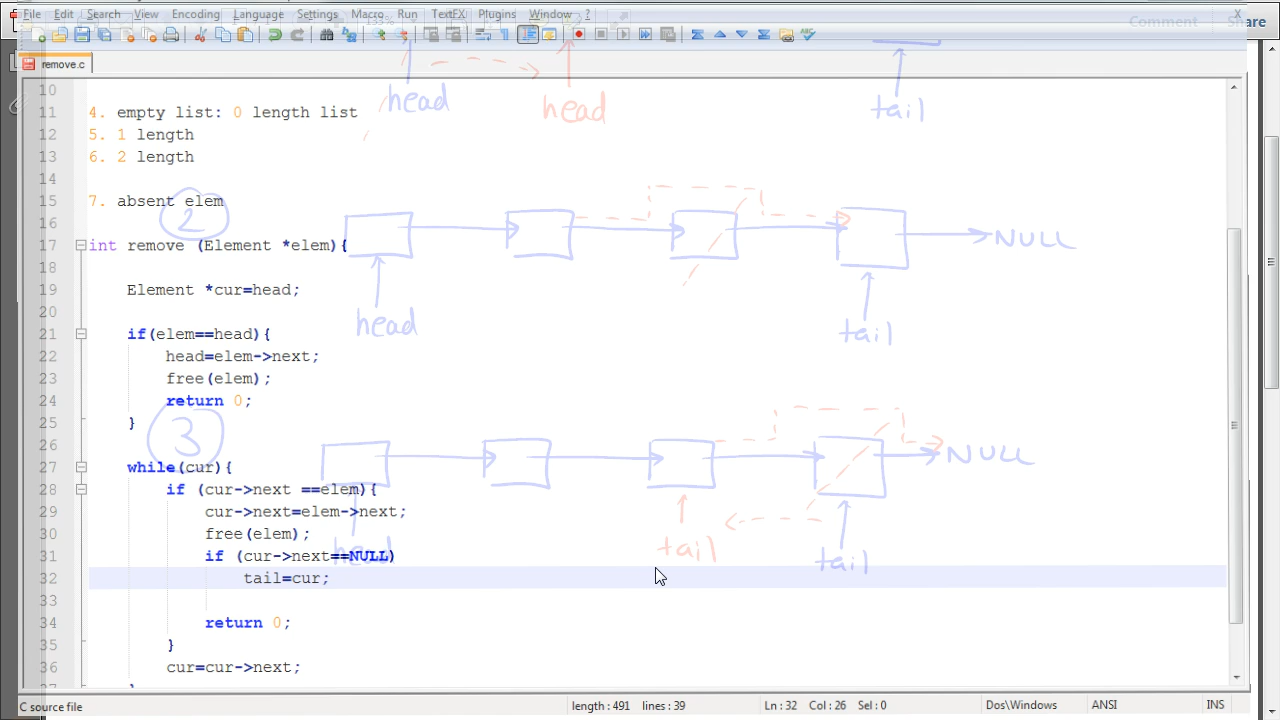 File Edit Search View Encoding Language Settings Macro Run TextFX Plugins Window ? X
Comment Share
remove.c
head head tail
10
11 4. empty list: 0 length list
12 5. 1 length
13 6. 2 length
14
15 7. absent elem
2
16
NULL
17 int remove (Element *elem){
18
19 Element *cur=head;
20
head tail
21 if(elem==head){
22 head=elem->next;
23 free(elem);
24 return 0;
25 }
3
26
NULL
27 while(cur){
28 if (cur->next ==elem){
29 cur->next=elem->next;
30 free(elem);
head tail tail
31 if (cur->next==NULL)
32 tail=cur;
33
34 return 0;
35 }
36 cur=cur->next;
C source file length : 491 lines : 39 Ln : 32 Col : 26 Sel : 0 Dos\Windows ANSI INS